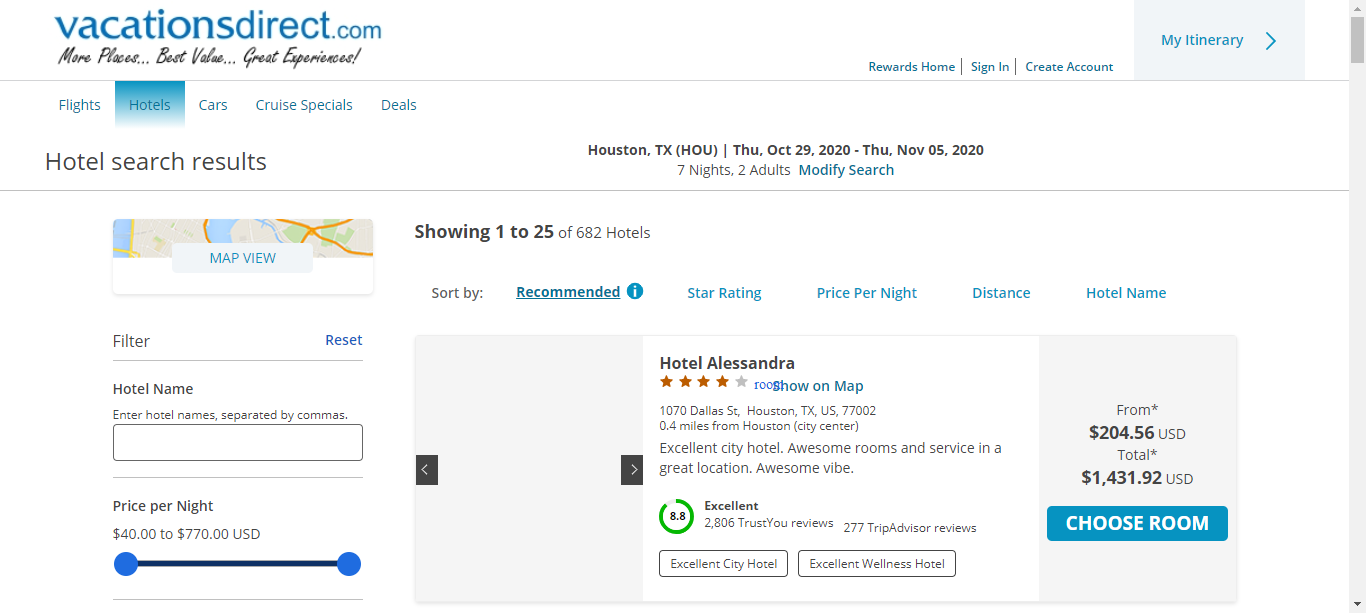 vacationsdirect.com
More Places... Best Value... Great Experiences!
My Itinerary
Rewards Home
Sign In
Create Account
Flights
Hotels
Cars
Cruise Specials
Deals
Hotel search results
Houston, TX (HOU) | Thu, Oct 29, 2020 - Thu, Nov 05, 2020
7 Nights, 2 Adults Modify Search
MAP VIEW
Showing 1 to 25 of 682 Hotels
Sort by:
Recommended
Star Rating
Price Per Night
Distance
Hotel Name
Filter
Reset
Hotel Name
Enter hotel names, separated by commas.
Price per Night
$40.00 to $770.00 USD
Hotel Alessandra
room
Show on Map
1070 Dallas St, Houston, TX, US, 77002
0.4 miles from Houston (city center)
Excellent city hotel. Awesome rooms and service in a
great location. Awesome vibe.
8.8
Excellent
2,806 TrustYou reviews
277 TripAdvisor reviews
Excellent City Hotel
Excellent Wellness Hotel
From*
$204.56 USD
Total*
$1,431.92 USD
CHOOSE ROOM